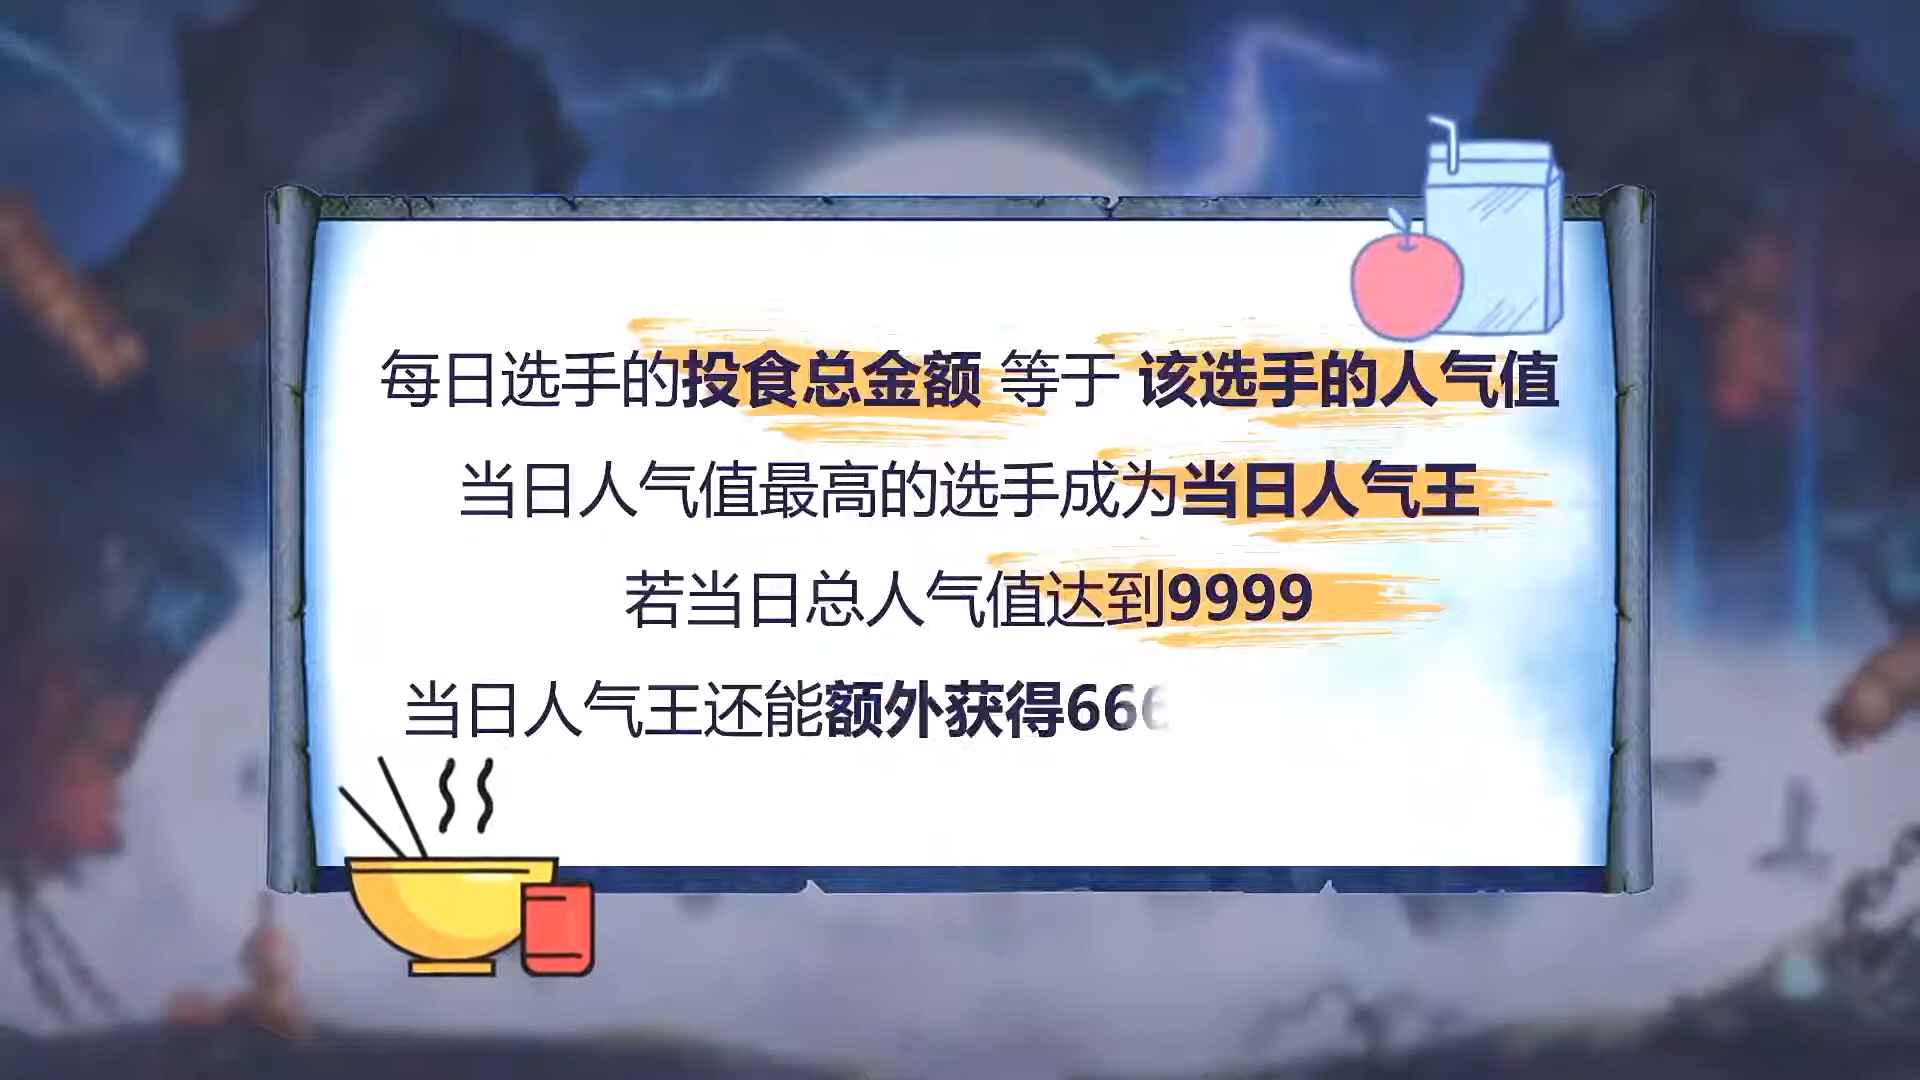 每日选手的投食总金额 等于 该选手的人气值
当日人气值最高的选手成为当日人气王
若当日总人气值达到9999
当日人气王还能额外获得666